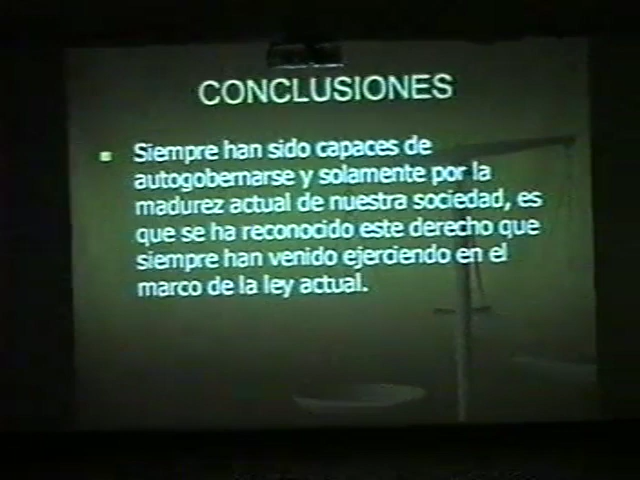 CONCLUSIONES
Siempre han sido capaces de
autogobernarse y solamente por la
madurez actual de nuestra sociedad, es
que se ha reconocido este derecho que
siempre han venido ejerciendo en el
marco de la ley actual.